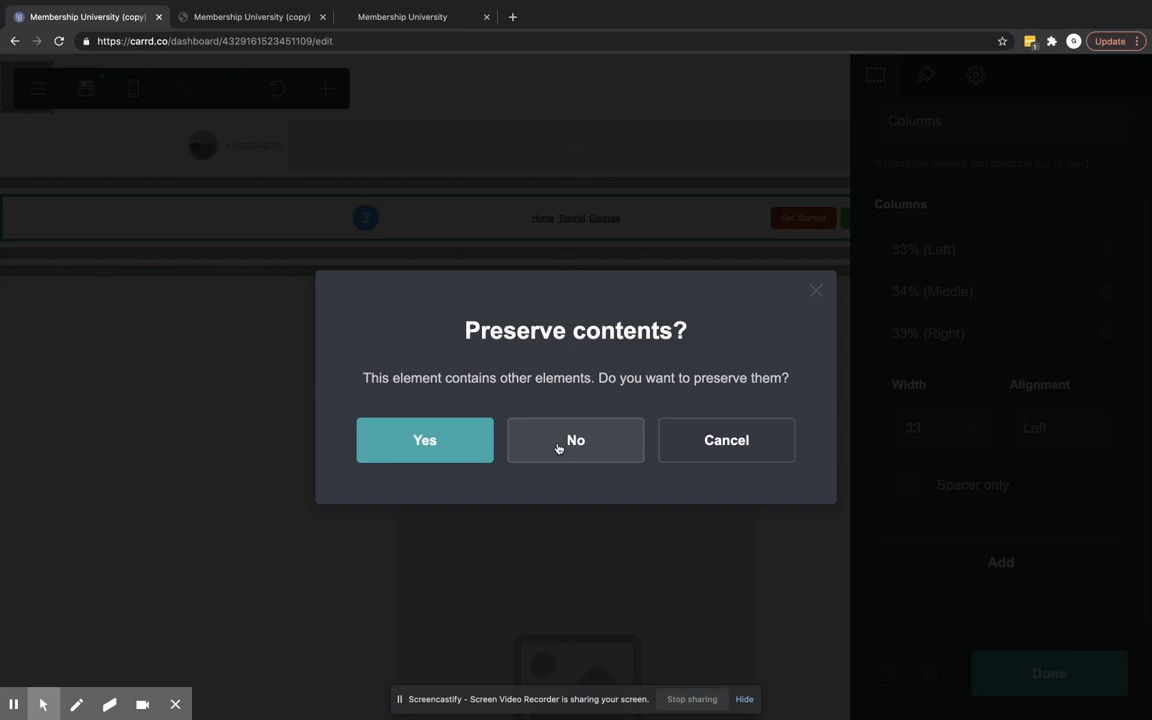 Membership University (copy)
Membership University (copy)
Membership University
https://carrd.co/dashboard/4329161523451109/edit
G
Update
Columns
Logobrand
A container divided into columns (up to four)
Columns
2
Home Tutorial Courses
Get Started
33% (Left)
34% (Middle)
33% (Right)
Preserve contents?
This element contains other elements. Do you want to preserve them?
Width
Alignment
33
Left
Yes
No
Cancel
Spacer only
Add
Done
Screencastify - Screen Video Recorder is sharing your screen.
Stop sharing
Hide